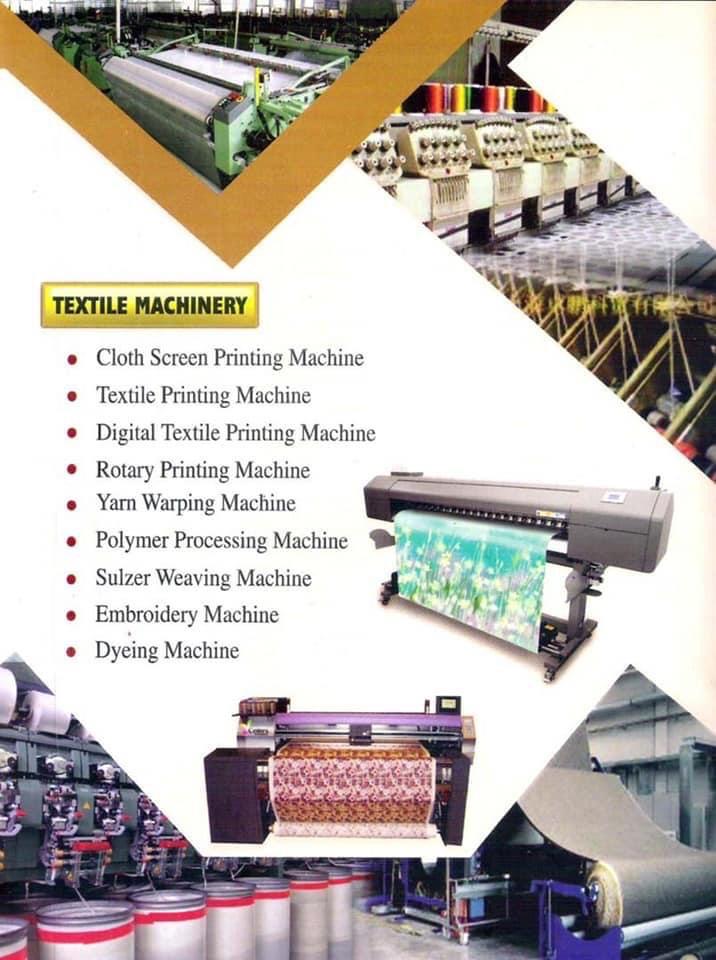 TEXTILE MACHINERY
• Cloth Screen Printing Machine
• Textile Printing Machine
• Digital Textile Printing Machine
• Rotary Printing Machine
• Yarn Warping Machine
• Polymer Processing Machine
• Sulzer Weaving Machine
• Embroidery Machine
• Dyeing Machine